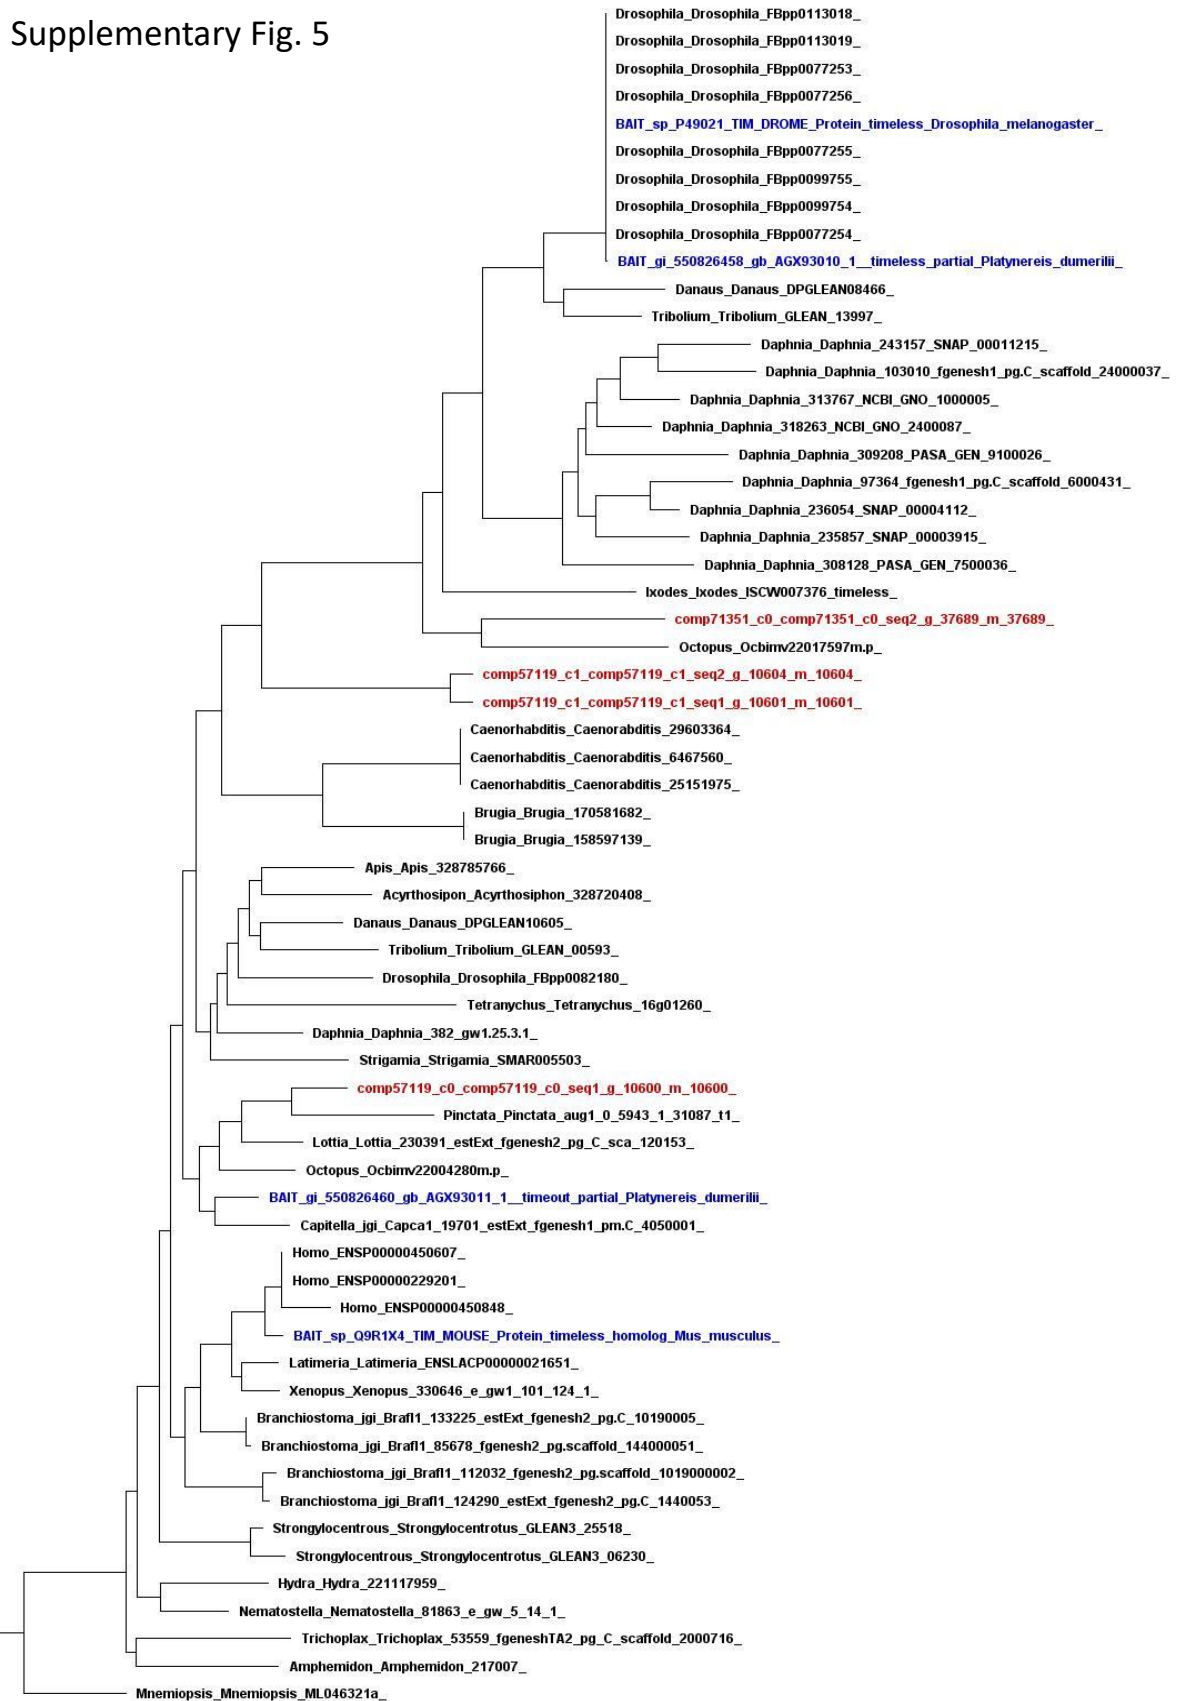 Supplementary Fig. 5
Drosophila_Drosophila_FBpp0113018_
Drosophila_Drosophila_FBpp0113019_
Drosophila_Drosophila_FBpp0077253_
Drosophila_Drosophila_FBpp0077256_
BAIT_sp_P49021_TIM_DROME_Protein_timeless_Drosophila_melanogaster_
Drosophila_Drosophila_FBpp0077255_
Drosophila_Drosophila_FBpp0099755_
Drosophila_Drosophila_FBpp0099754_
Drosophila_Drosophila_FBpp0077254_
BAIT_gi_550826458_gb_AGX93010_1__timeless_partial_Platynereis_dumerilii_
Danaus_Danaus_DPGLEAN08466_
Tribolium_Tribolium_GLEAN_13997_
Daphnia_Daphnia_243157_SNAP_00011215_
Daphnia_Daphnia_103010_fgenesh1_pg.C_scaffold_24000037_
Daphnia_Daphnia_313767_NCBI_GNO_1000005_
Daphnia_Daphnia_318263_NCBI_GNO_2400087_
Daphnia_Daphnia_309208_PASA_GEN_9100026_
Daphnia_Daphnia_97364_fgenesh1_pg.C_scaffold_6000431_
Daphnia_Daphnia_236054_SNAP_00004112_
Daphnia_Daphnia_235857_SNAP_00003915_
Daphnia_Daphnia_308128_PASA_GEN_7500036_
Ixodes_Ixodes_ISCW007376_timeless_
comp71351_c0_comp71351_c0_seq2_g_37689_m_37689_
Octopus_Ocbimv22017597m.p_
comp57119_c1_comp57119_c1_seq2_g_10604_m_10604_
comp57119_c1_comp57119_c1_seq1_g_10601_m_10601_
Caenorhabditis_Caenorabditis_29603364_
Caenorhabditis_Caenorabditis_6467560_
Caenorhabditis_Caenorabditis_25151975_
Brugia_Brugia_170581682_
Brugia_Brugia_158597139_
Apis_Apis_328785766_
Acyrthosipon_Acyrthosiphon_328720408_
Danaus_Danaus_DPGLEAN10605_
Tribolium_Tribolium_GLEAN_00593_
Drosophila_Drosophila_FBpp0082180_
Tetranychus_Tetranychus_16g01260_
Daphnia_Daphnia_382_gw1.25.3.1_
Strigamia_Strigamia_SMAR005503_
comp57119_c0_comp57119_c0_seq1_g_10600_m_10600_
Pinctata_Pinctata_aug1_0_5943_1_31087_t1_
Lottia_Lottia_230391_estExt_fgenesh2_pg_C_sca_120153_
Octopus_Ocbimv22004280m.p_
BAIT_gi_550826460_gb_AGX93011_1__timeout_partial_Platynereis_dumerilii_
Capitella_jgi_Capca1_19701_estExt_fgenesh1_pm.C_4050001_
Homo_ENSP00000450607_
Homo_ENSP00000229201_
Homo_ENSP00000450848_
BAIT_sp_Q9R1X4_TIM_MOUSE_Protein_timeless_homolog_Mus_musculus_
Latimeria_Latimeria_ENSLACP00000021651_
Xenopus_Xenopus_330646_e_gw1_101_124_1_
Branchiostoma_jgi_Brafl1_133225_estExt_fgenesh2_pg.C_10190005_
Branchiostoma_jgi_Brafl1_85678_fgenesh2_pg.scaffold_144000051_
Branchiostoma_jgi_Brafl1_112032_fgenesh2_pg.scaffold_1019000002_
Branchiostoma_jgi_Brafl1_124290_estExt_fgenesh2_pg.C_1440053_
Strongylocentrous_Strongylocentrotus_GLEAN3_25518_
Strongylocentrous_Strongylocentrotus_GLEAN3_06230_
Hydra_Hydra_221117959_
Nematostella_Nematostella_81863_e_gw_5_14_1_
Trichoplax_Trichoplax_53559_fgeneshTA2_pg_C_scaffold_2000716_
Amphemidon_Amphemidon_217007_
Mnemiopsis_Mnemiopsis_ML046321a_